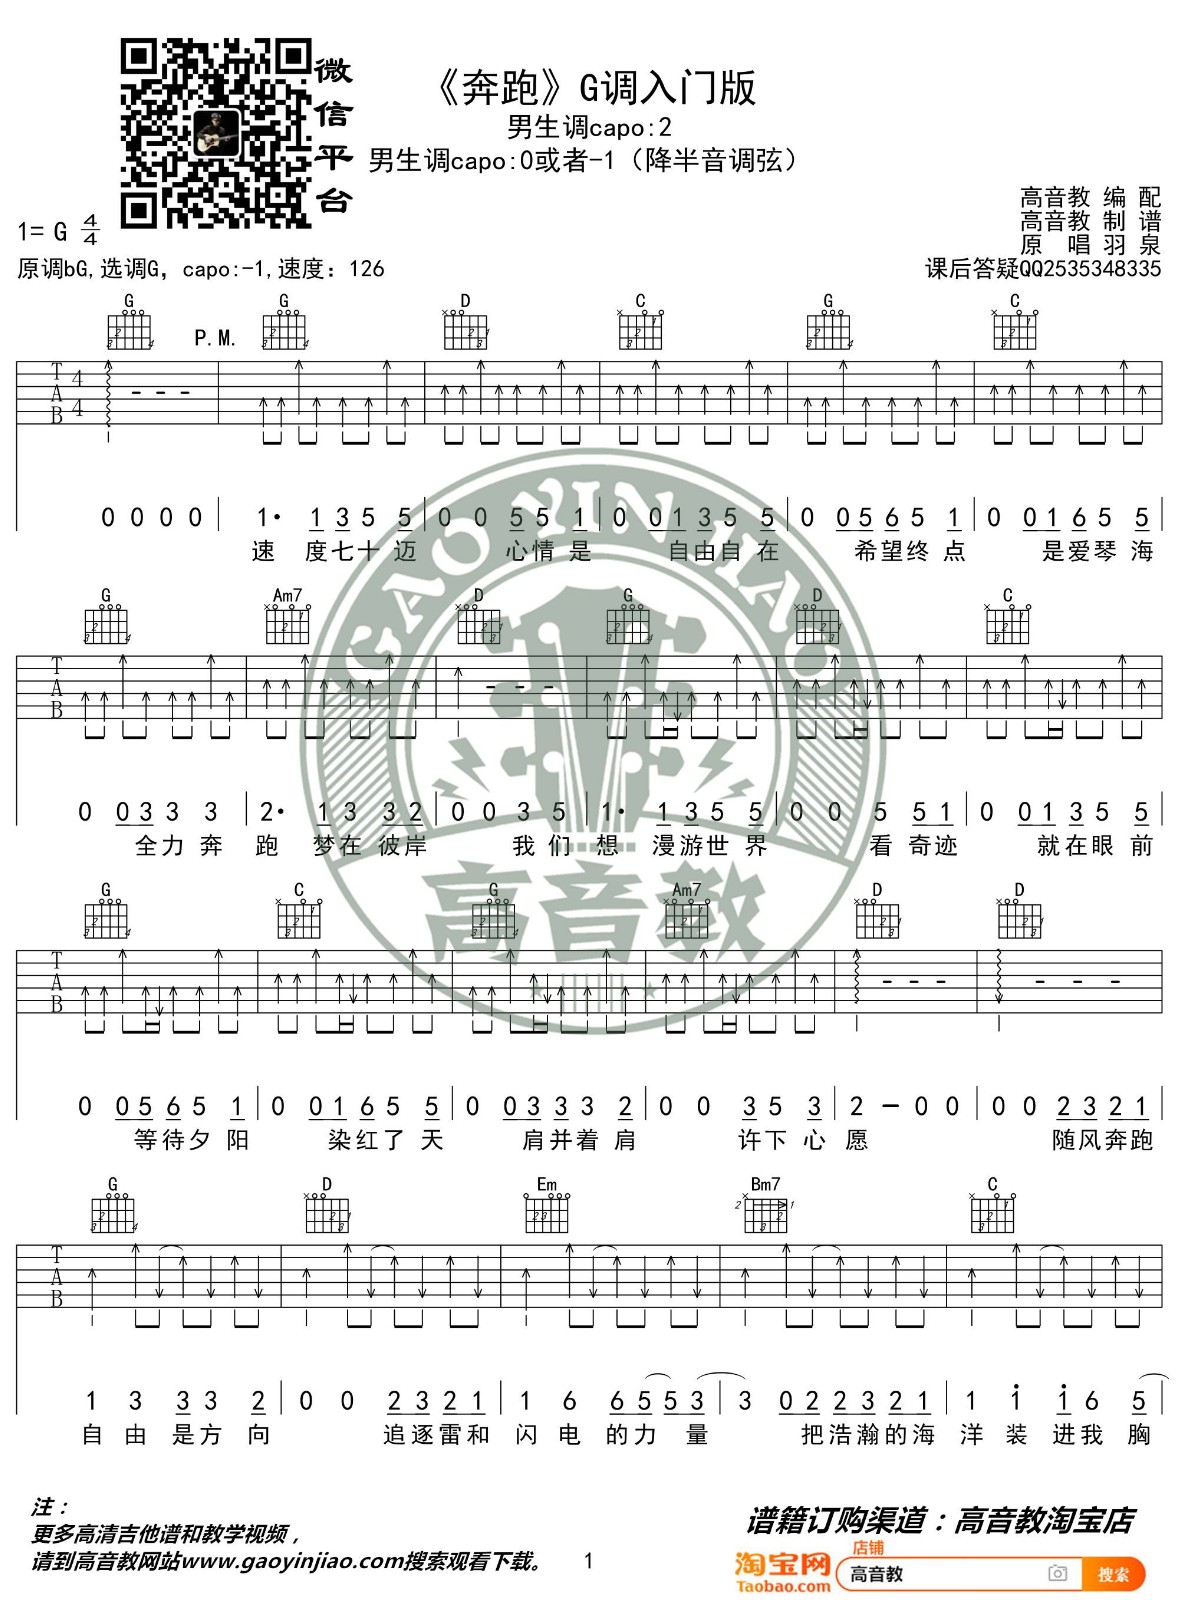 微信平台
《奔跑》G调入门版
男生调capo:2
男生调capo:0或者-1（降半音调弦）
高音教 编 配
高音教 制 谱
原 唱 羽 泉
课后答疑QQ2535348335
1= G 4/4
原调bG,选调G, capo:-1,速度: 126
G P.M. G D C G C
T A B 4 4
0 0 0 0 | 1· 1 3 5 5 | 0 0 5 5 1 | 0 0 1 3 5 5 | 0 0 5 6 5 1 | 0 0 1 6 5 5
速 度七十迈 心情是 自由自在 希望终点 是爱琴海
G Am7 D G D C
T A B
0 0 3 3 3 | 2· 1 3 3 2 | 0 0 3 5 | 1· 1 3 5 5 | 0 0 5 5 1 | 0 0 1 3 5 5
全力奔 跑 梦在彼岸 我们 想 漫游世界 看奇迹 就在眼前
G C G Am7 D D
T A B
0 0 5 6 5 1 | 0 0 1 6 5 5 | 0 0 3 3 3 2 | 0 0 3 5 3 | 2 - 0 0 | 0 0 2 3 2 1
等待夕阳 染红了天 肩并着肩 许下心 愿 随风奔跑
G D Em Bm7 C
T A B
1 3 3 3 2 | 0 0 2 3 2 1 | 1 6 6 5 5 3 | 3 0 2 2 3 2 1 | 1 1 1 6 5
自由是方向 追逐雷和 闪电的力量 把浩瀚的海 洋装进我胸
GAO YIN JIAO
高音教
注：
更多高清吉他谱和教学视频，
请到高音教网站www.gaoyinjiao.com搜索观看下载。
1
谱籍订购渠道：高音教淘宝店
淘宝网
Taobao.com
店铺
高音教
搜索